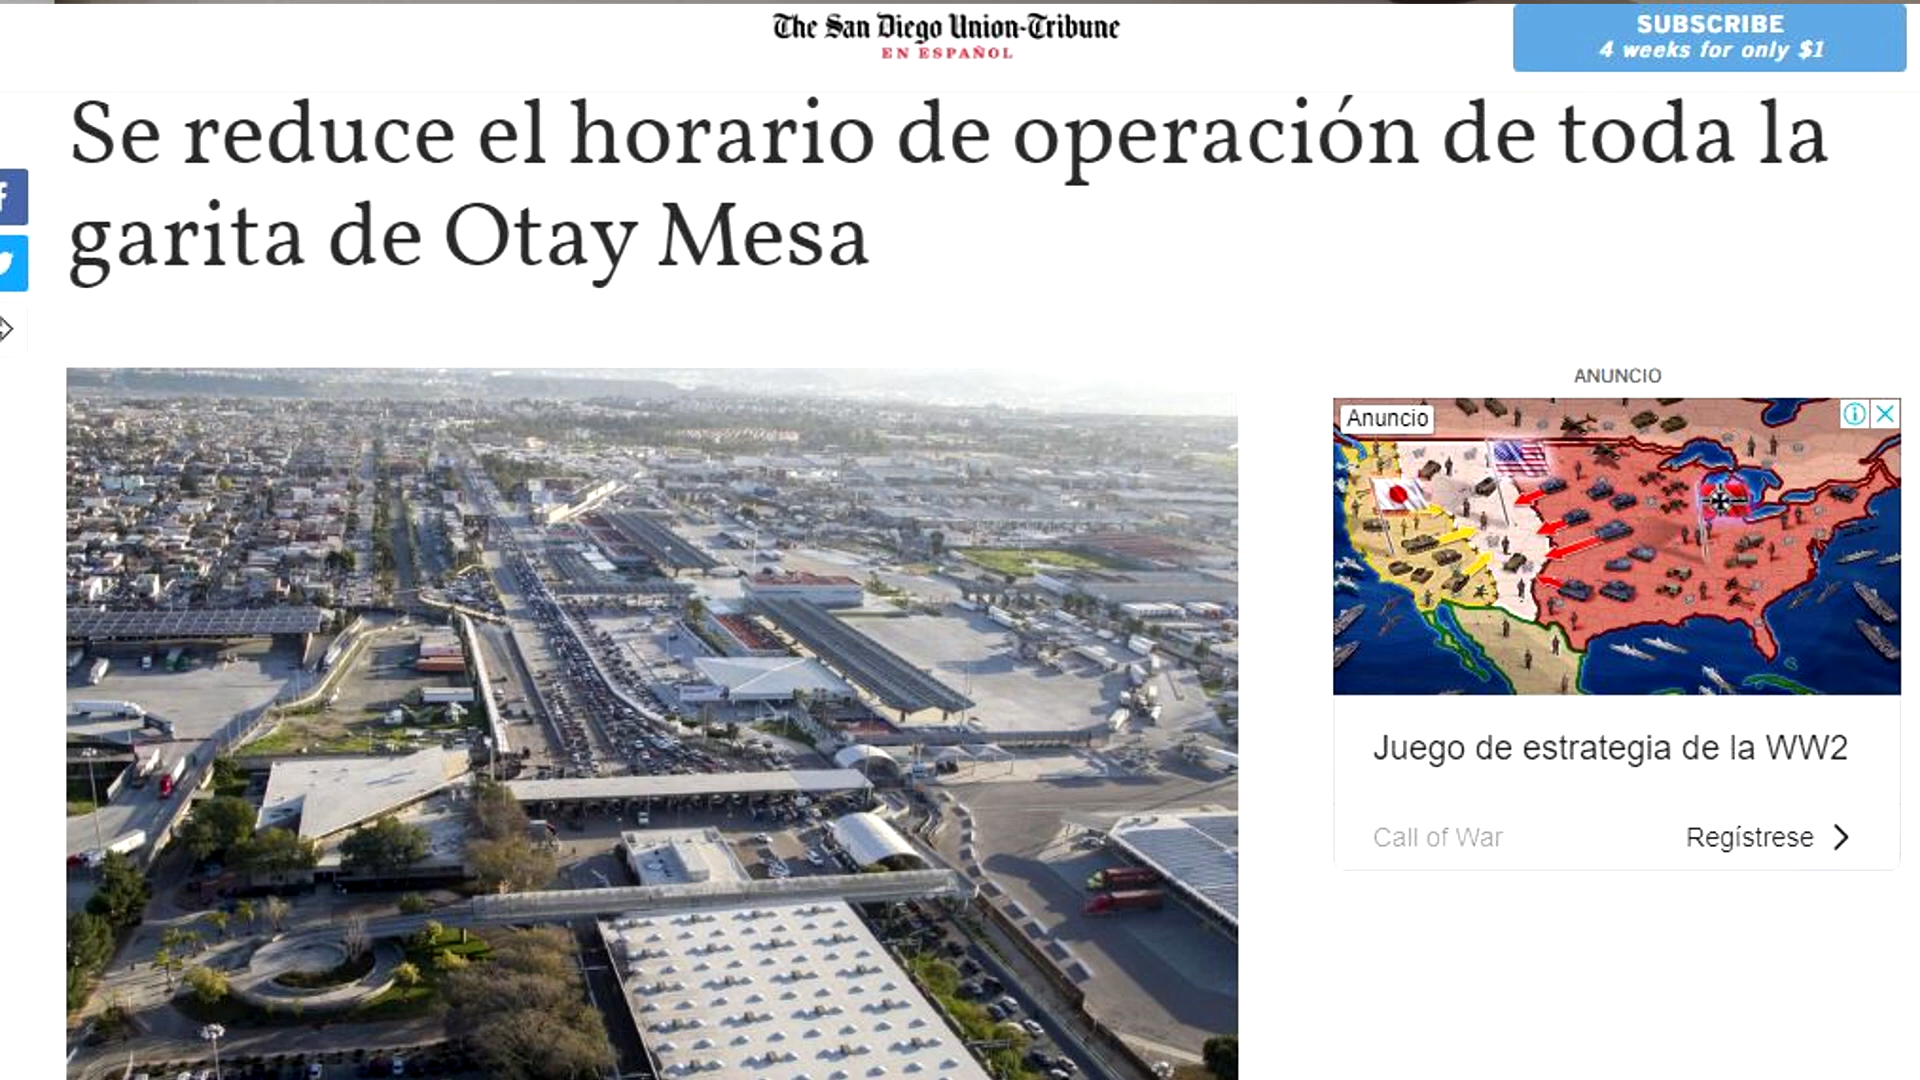 The San Diego Union-Tribune
EN ESPAÑOL
SUBSCRIBE
4 weeks for only $1
Se reduce el horario de operación de toda la
garita de Otay Mesa
ANUNCIO
Anuncio
Juego de estrategia de la WW2
Call of War
Regístrese